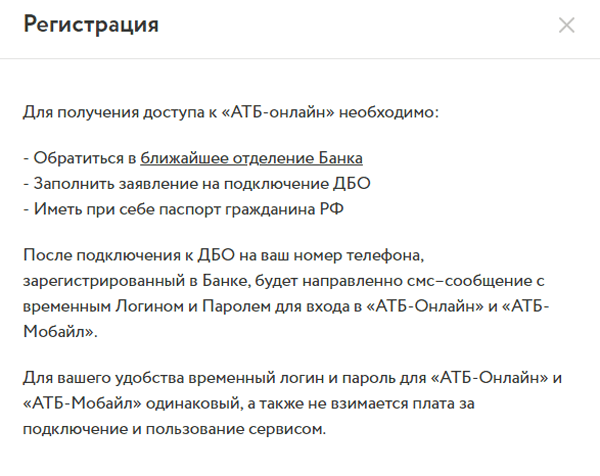 Регистрация
Для получения доступа к «АТБ-онлайн» необходимо:
- Обратиться в ближайшее отделение Банка
- Заполнить заявление на подключение ДБО
- Иметь при себе паспорт гражданина РФ
После подключения к ДБО на ваш номер телефона,
зарегистрированный в Банке, будет направленно смс–сообщение с
временным Логином и Паролем для входа в «АТБ-Онлайн» и «АТБ-
Мобайл».
Для вашего удобства временный логин и пароль для «АТБ-Онлайн» и
«АТБ-Мобайл» одинаковый, а также не взимается плата за
подключение и пользование сервисом.